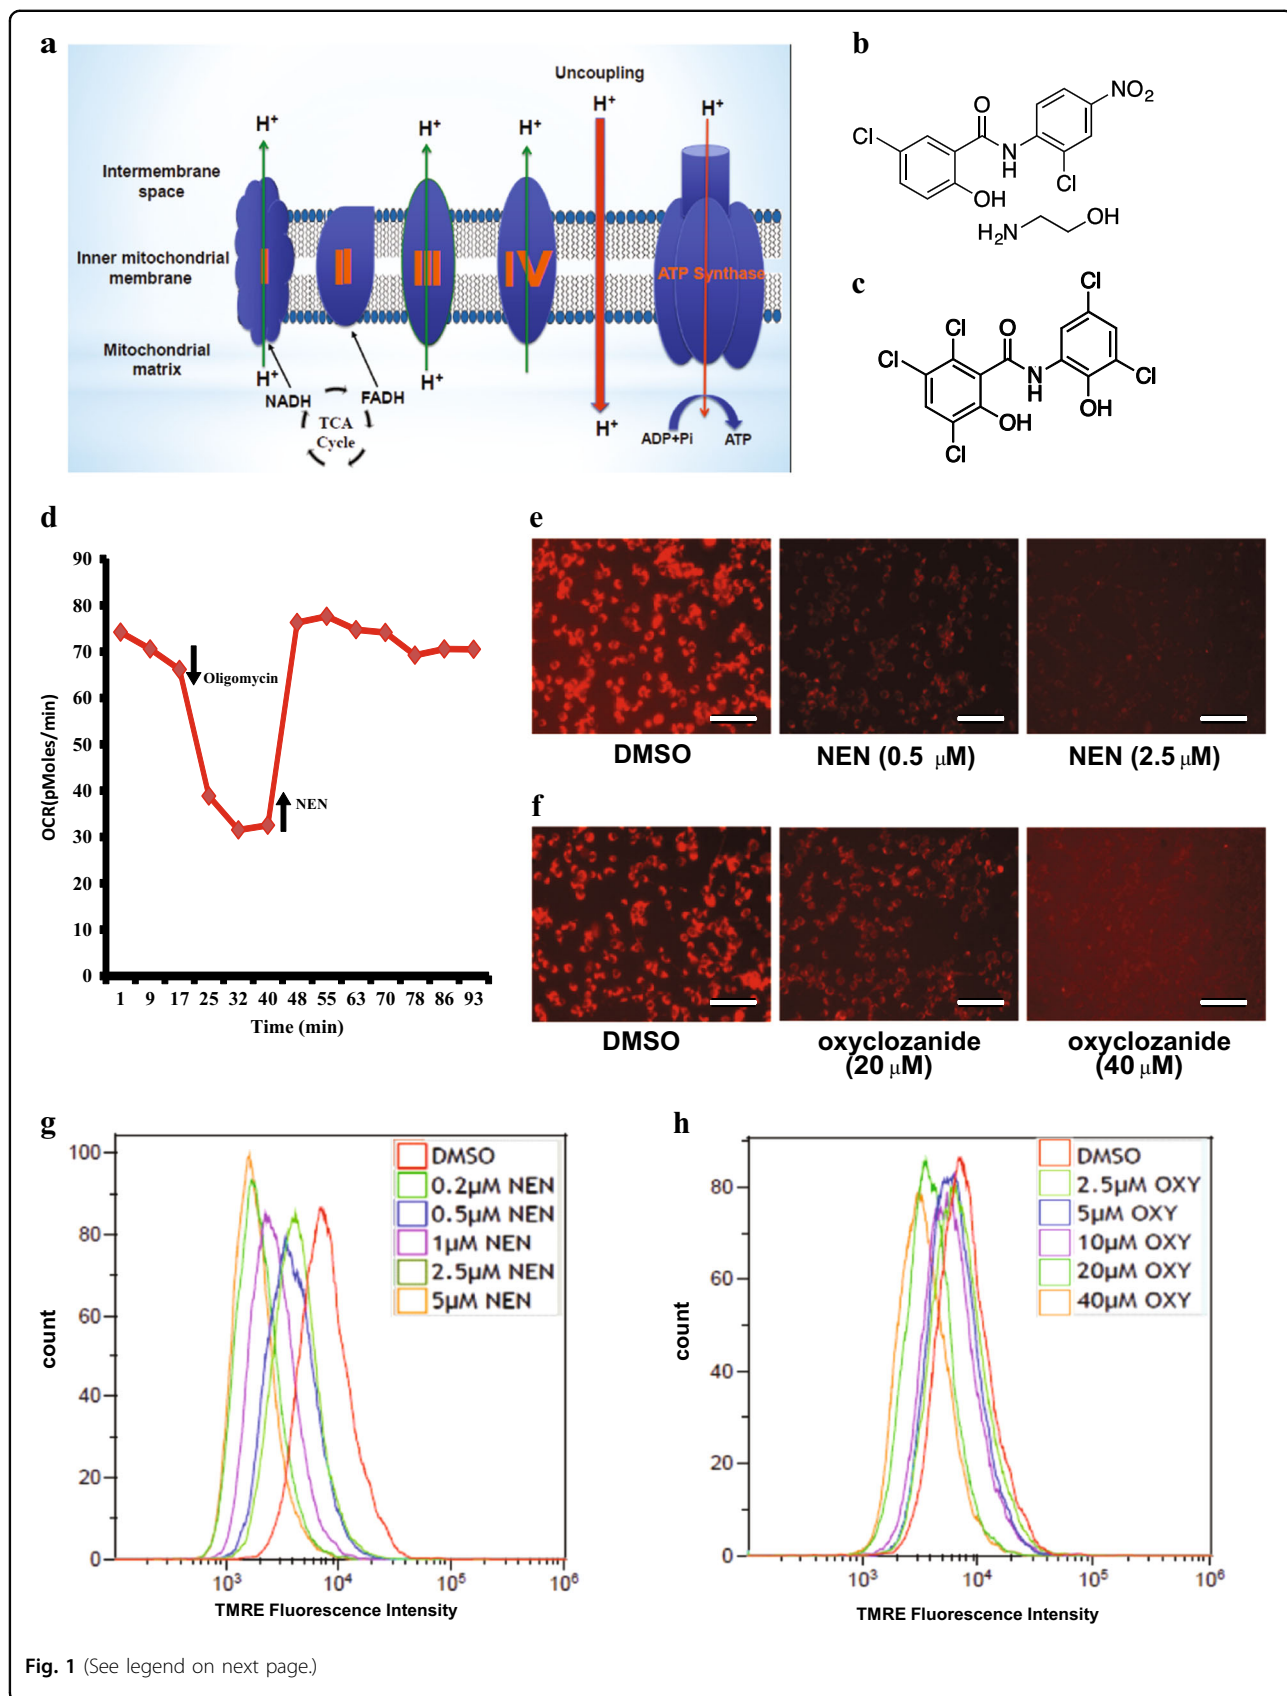 a
Uncoupling
H+
H+
H+
H+
H+
Intermembrane
space
Inner mitochondrial
membrane
Mitochondrial
matrix
I
II
III
IV
ATP Synthase
H+
NADH
FADH
H+
H+
TCA
Cycle
ADP+Pi
ATP
b
NO2
O
Cl
N
H
Cl
OH
H2N
OH
c
Cl
Cl
O
Cl
N
H
Cl
OH
OH
Cl
d
90
80
70
60
50
40
30
20
10
0
OCR(pMoles/min)
Oligomycin
NEN
1 9 17 25 32 40 48 55 63 70 78 86 93
Time (min)
e
DMSO
NEN (0.5 μM)
NEN (2.5 μM)
f
DMSO
oxyclozanide
(20 μM)
oxyclozanide
(40 μM)
g
100
80
60
40
20
0
count
DMSO
0.2μM NEN
0.5μM NEN
1μM NEN
2.5μM NEN
5μM NEN
10³ 10⁴ 10⁵ 10⁶
TMRE Fluorescence Intensity
h
80
60
40
20
0
count
DMSO
2.5μM OXY
5μM OXY
10μM OXY
20μM OXY
40μM OXY
10³ 10⁴ 10⁵ 10⁶
TMRE Fluorescence Intensity
Fig. 1 (See legend on next page.)